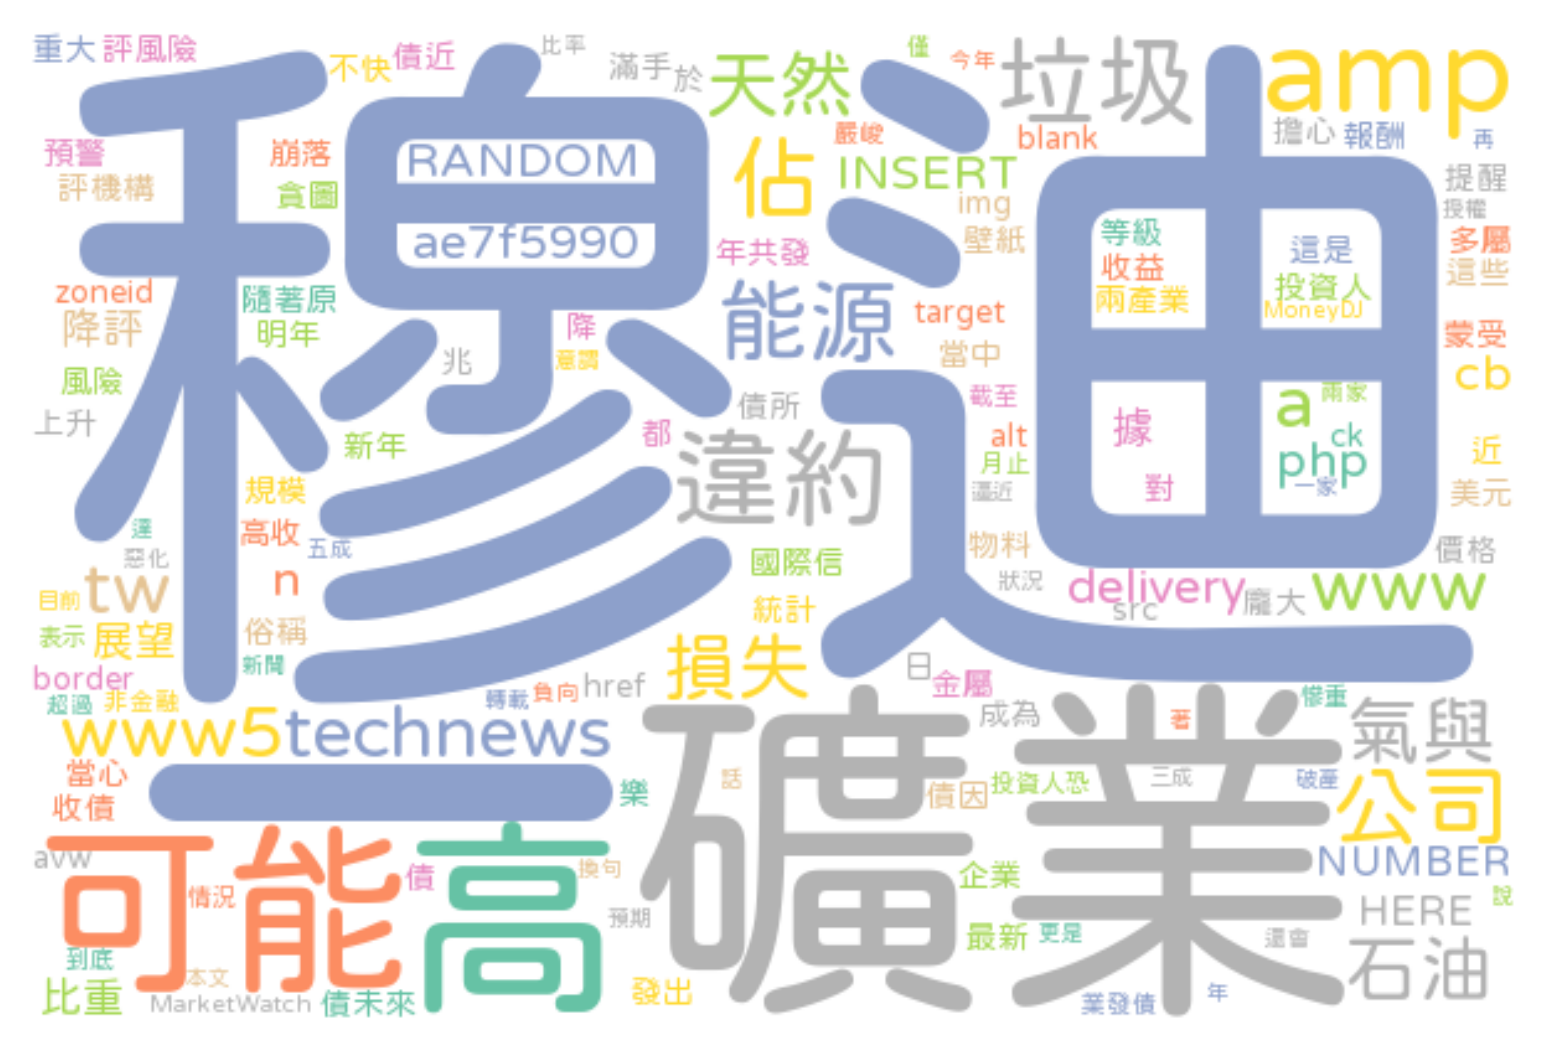 重大 評風險 不快 債近 比率 滿手 於 天然 僅 今年 垃圾 amp
預警 崩落 RANDOM 佔 嚴峻 INSERT blank 擔心 報酬 再
評機構 貪圖 ae7f5990 年共發 img 壁紙 等級 這是 提醒 授權
穆迪
zoneid 隨著原 降 能源 target 收益 投資人 多屬 這些
降評 明年 兆 意謂 當中 兩產業 MoneyDJ 蒙受
風險 債所 截至 a 兩家 cb
上升 新年 都 違約 alt 據 ck 近
規模 月止 php 一家
高收 逼近 對 美元
達 五成 物料 價格
惡化 n 國際信 狀況 delivery www
目前 tw 統計 src 龐大
表示 展望 俗稱 損失 日
border 新聞 轉載 負向 href 金屬 慘重
超過 非金融 成為 著 氣與
www5 technews 礦業
當心 一 樂 話 債因 投資人恐 三成 破產 公司
收債 可能 高
avw 債 換句 企業 NUMBER
情況 預期 HERE 說
到底 最新 更是 還會 石油
本文
比重 MarketWatch 債未來 發出 業發債 年